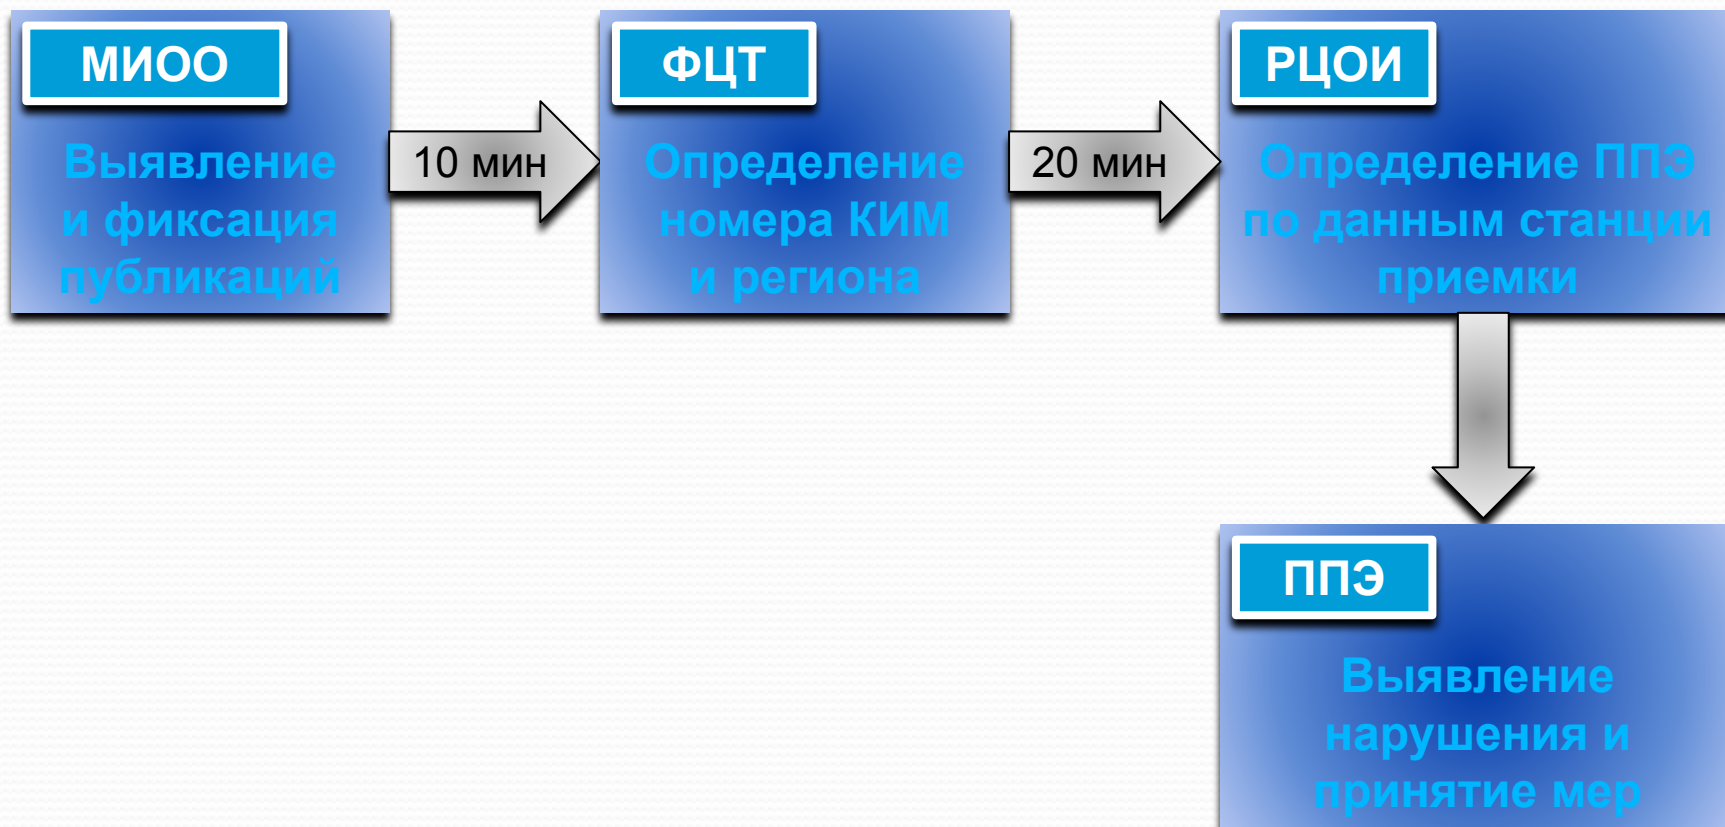 МИОО
Выявление
и фиксация
публикаций
10 мин
ФЦТ
Определение
номера КИМ
и региона
20 мин
РЦОИ
Определение ППЭ
по данным станции
приемки
ППЭ
Выявление
нарушения и
принятие мер